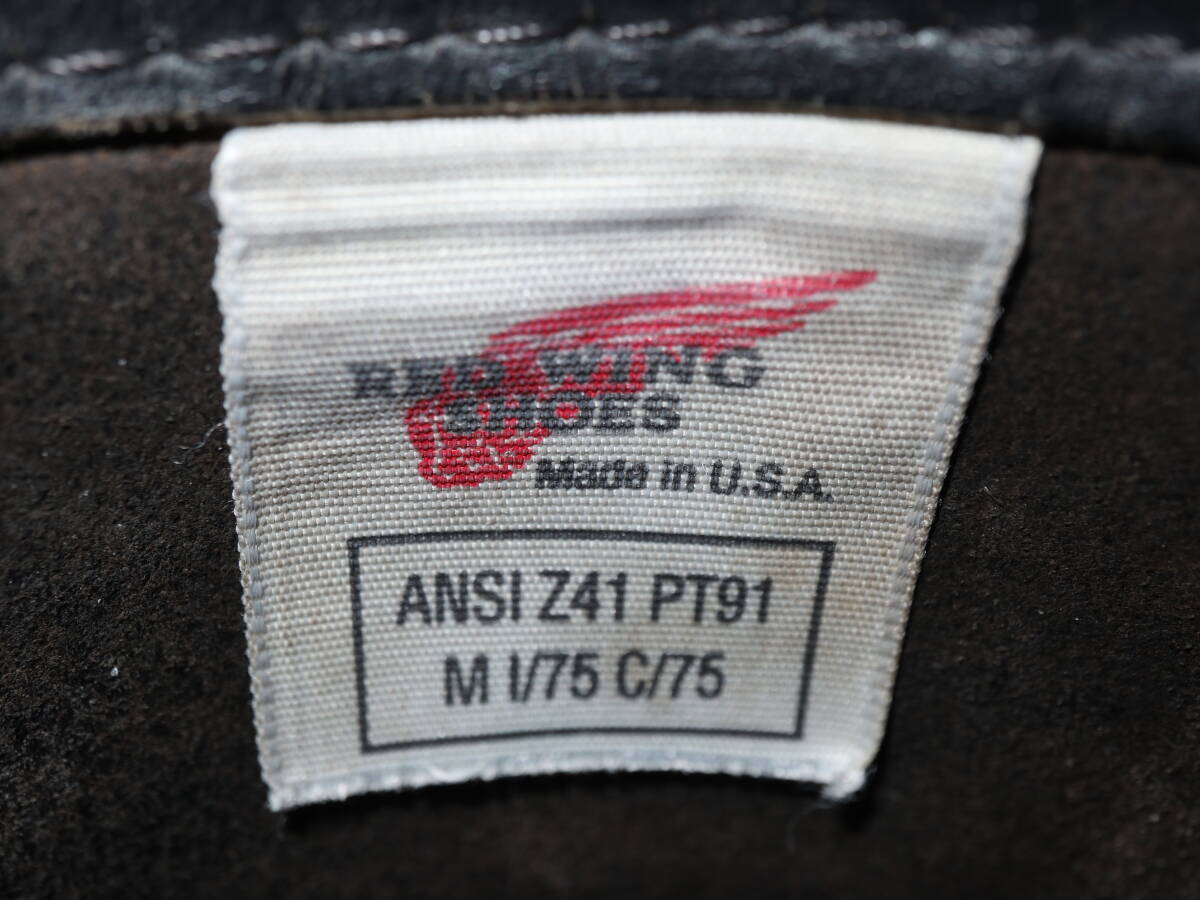 RED WING
SHOES
Made in U.S.A.
ANSI Z41 PT91
M I/75 C/75